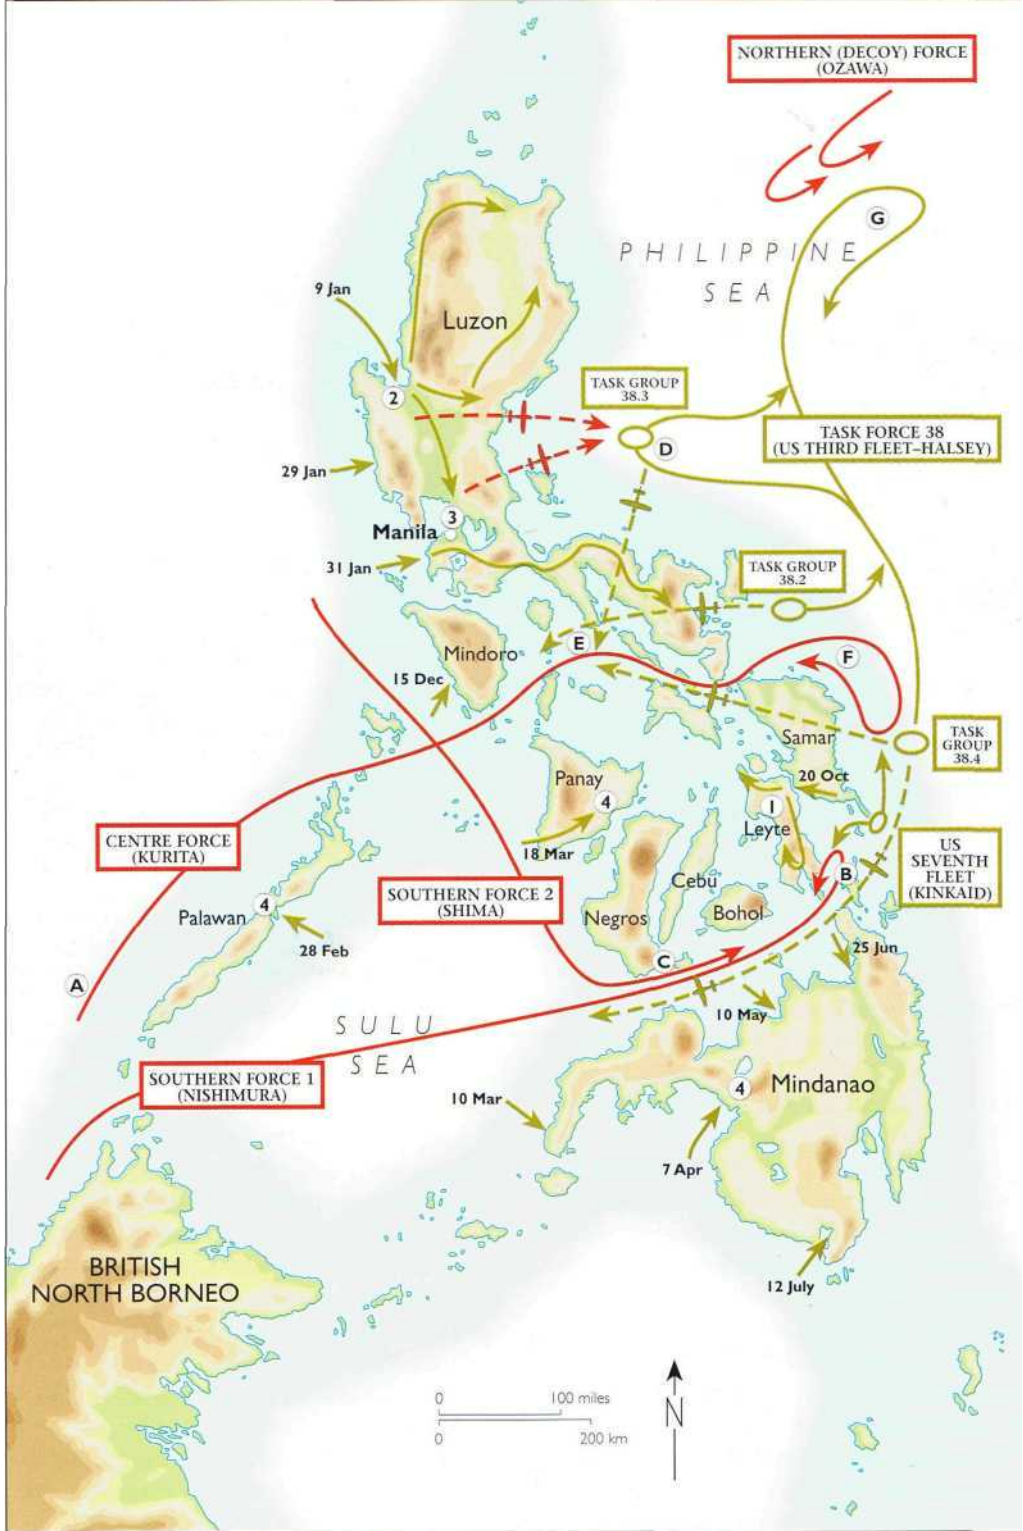 NORTHERN (DECOY) FORCE
(OZAWA)
G
PHILIPPINE
SEA
9 Jan
Luzon
2
TASK GROUP
38.3
TASK FORCE 38
(US THIRD FLEET–HALSEY)
D
29 Jan
3
Manila
31 Jan
TASK GROUP
38.2
E
Mindoro
F
15 Dec
Samar
TASK
GROUP
38.4
Panay
20 Oct
4
1
Leyte
CENTRE FORCE
(KURITA)
18 Mar
US
SEVENTH
FLEET
(KINKAID)
B
Cebu
SOUTHERN FORCE 2
(SHIMA)
4
Palawan
Negros
Bohol
28 Feb
25 Jun
C
A
10 May
SULU
SEA
SOUTHERN FORCE 1
(NISHIMURA)
4
Mindanao
10 Mar
7 Apr
BRITISH
NORTH BORNEO
12 July
0
100 miles
N
0
200 km